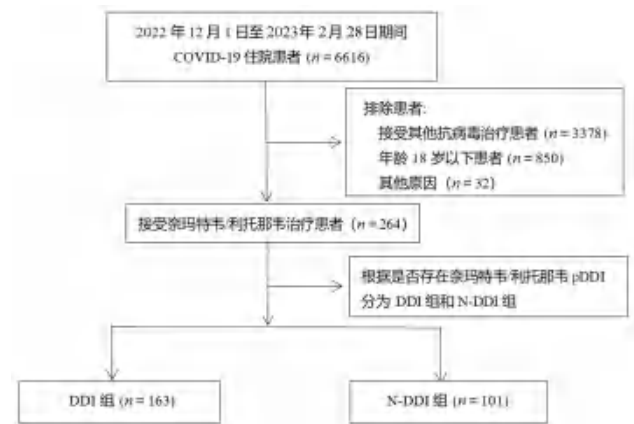 2022 年 12 月 1 日至 2023 年 2 月 28 日期间
COVID-19 住院患者 (n = 6616)
排除患者:
接受其他抗病毒治疗患者 (n = 3378)
年龄 18 岁以下患者 (n = 850)
其他原因 (n = 32)
接受奈玛特韦/利托那韦治疗患者 (n = 264)
根据是否存在奈玛特韦/利托那韦 pDDI
分为 DDI 组和 N-DDI 组
DDI 组 (n = 163)
N-DDI 组 (n = 101)